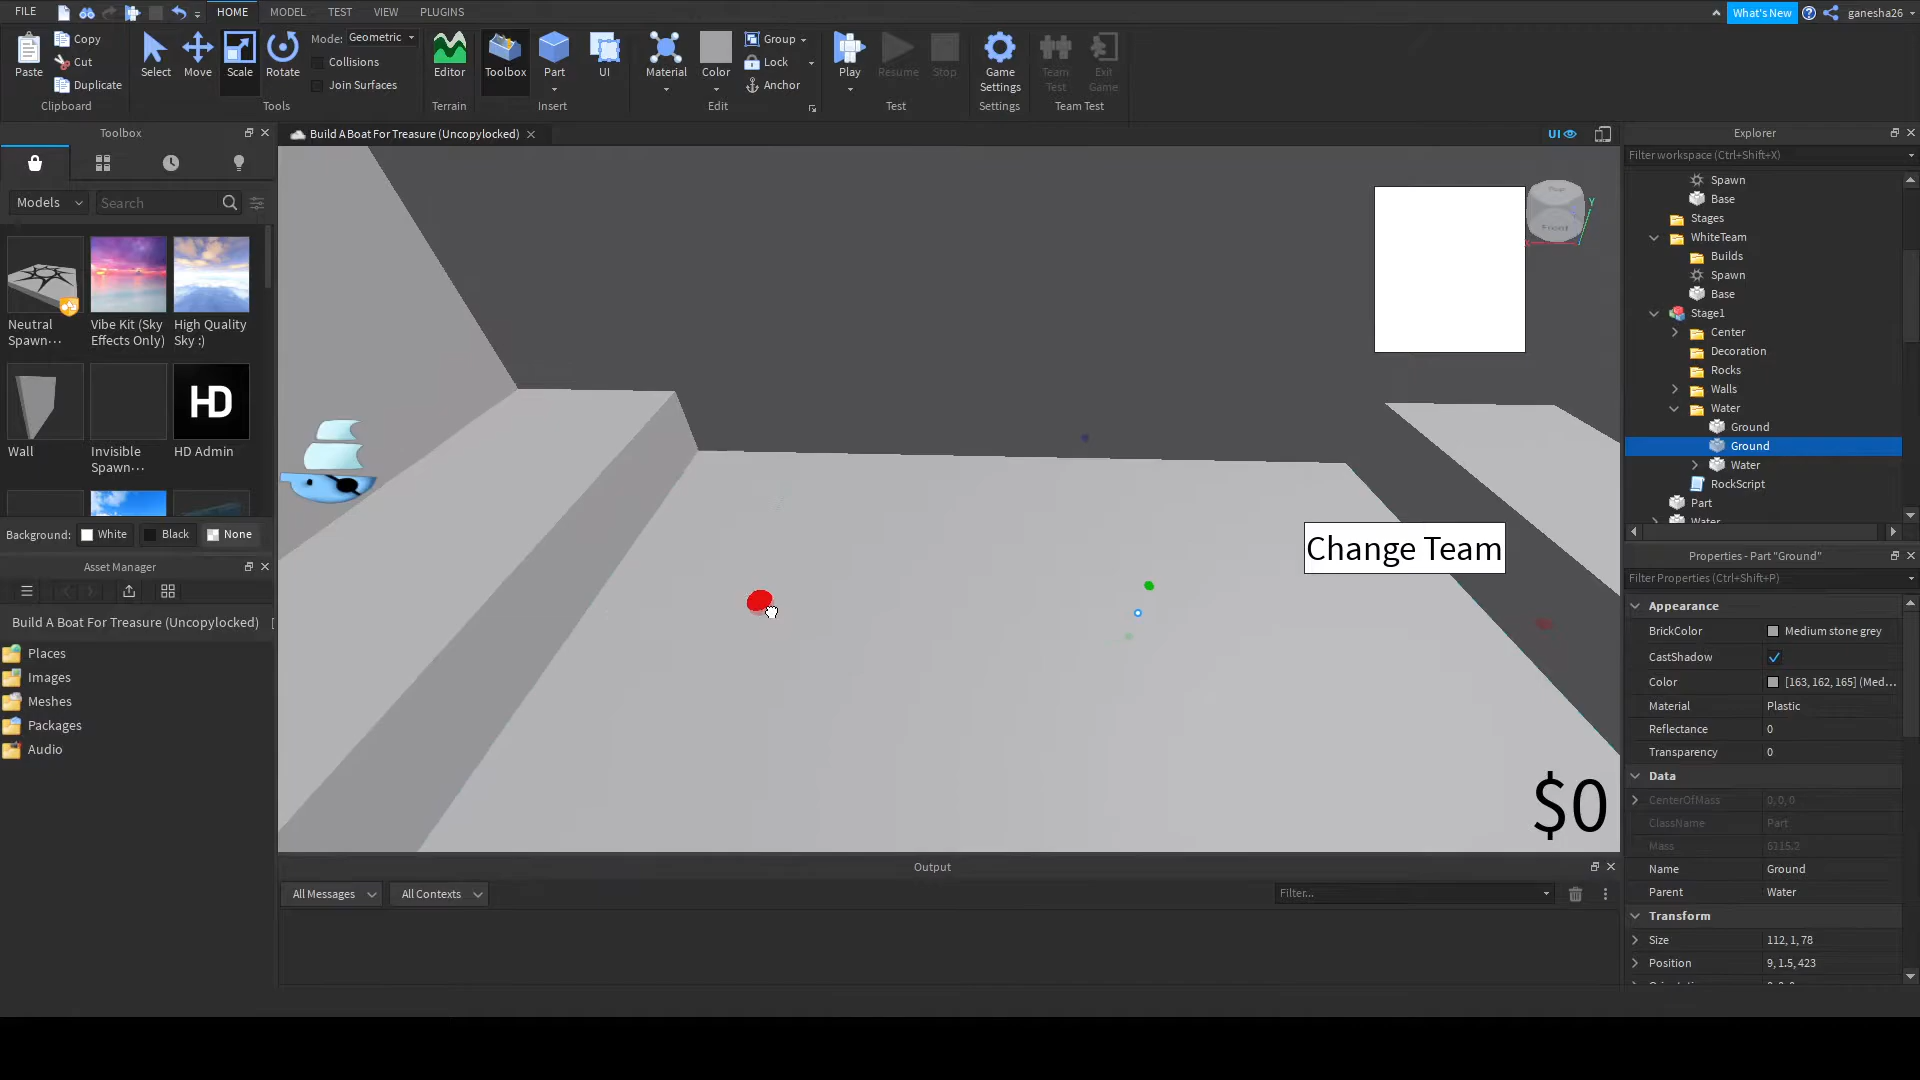 FILE
HOME
MODEL
TEST
VIEW
PLUGINS
What's New
ganesha26
Paste
Copy
Cut
Duplicate
Clipboard
Select
Move
Scale
Rotate
Mode: Geometric
Collisions
Join Surfaces
Tools
Editor
Terrain
Toolbox
Part
UI
Insert
Material
Color
Group
Lock
Anchor
Edit
Play
Resume
Stop
Test
Game
Settings
Settings
Team
Test
Exit
Game
Team Test
Toolbox
Models
Search
Neutral
Spawn...
Vibe Kit (Sky
Effects Only)
High Quality
Sky :)
Wall
Invisible
Spawn...
HD
HD Admin
Background: White Black None
Asset Manager
Build A Boat For Treasure (Uncopylocked) [
Places
Images
Meshes
Packages
Audio
Build A Boat For Treasure (Uncopylocked)
UI
Front
X
Y
Change Team
$0
Output
All Messages
All Contexts
Filter...
Explorer
Filter workspace (Ctrl+Shift+X)
Spawn
Base
Stages
WhiteTeam
Builds
Spawn
Base
Stage1
Center
Decoration
Rocks
Walls
Water
Ground
Ground
Water
RockScript
Part
Water
Properties - Part "Ground"
Filter Properties (Ctrl+Shift+P)
Appearance
BrickColor Medium stone grey
CastShadow
Color [163, 162, 165] (Med...
Material Plastic
Reflectance 0
Transparency 0
Data
CenterOfMass 0, 0, 0
ClassName Part
Mass 6115.2
Name Ground
Parent Water
Transform
Size 112, 1, 78
Position 9, 1.5, 423